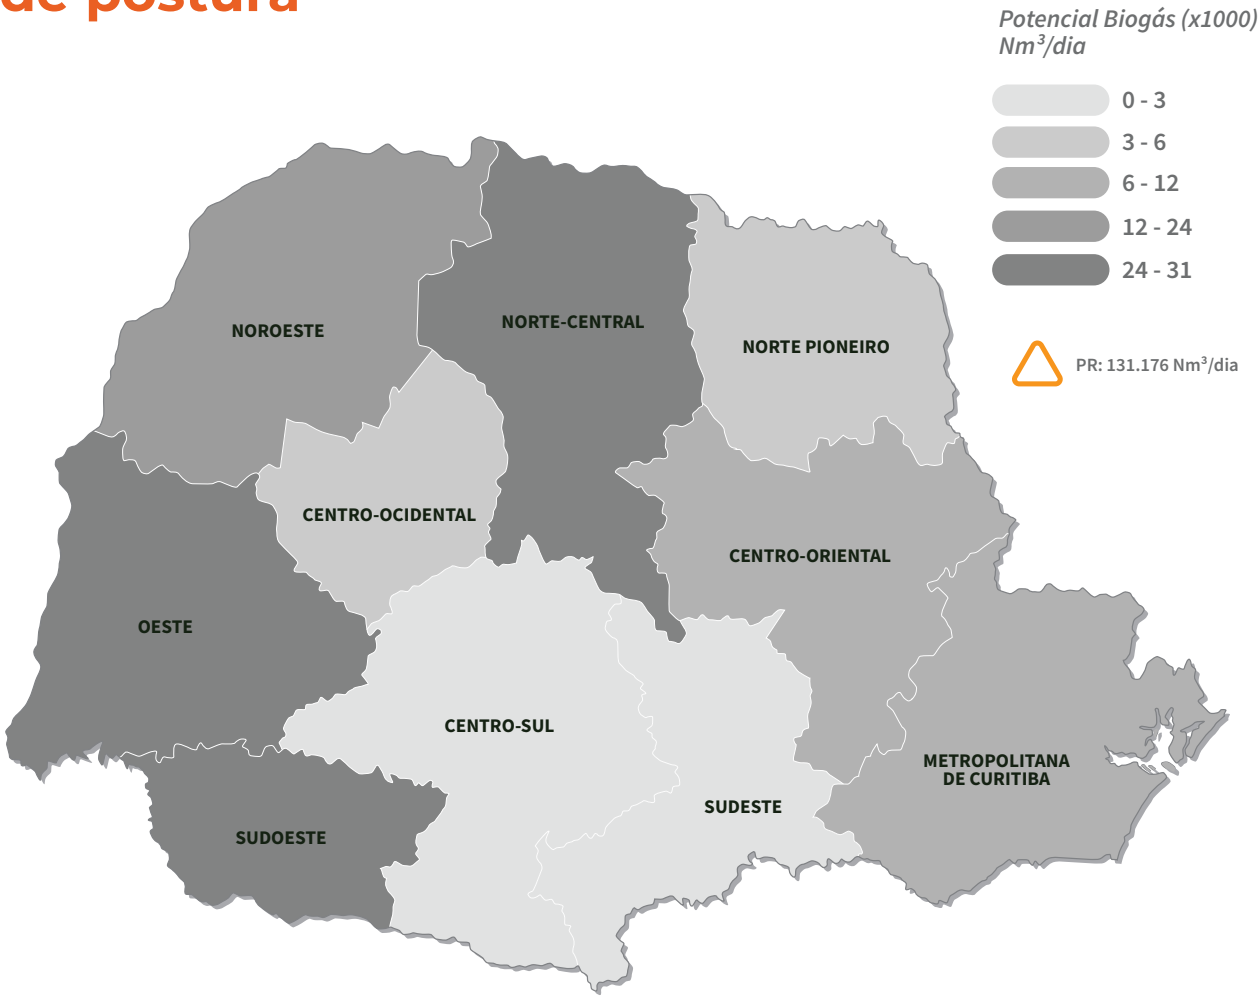 de postura
Potencial Biogás (x1000)
Nm³/dia
0 - 3
3 - 6
6 - 12
12 - 24
24 - 31
PR: 131.176 Nm³/dia
NOROESTE
NORTE-CENTRAL
NORTE PIONEIRO
CENTRO-OCIDENTAL
CENTRO-ORIENTAL
OESTE
CENTRO-SUL
METROPOLITANA
DE CURITIBA
SUDESTE
SUDOESTE